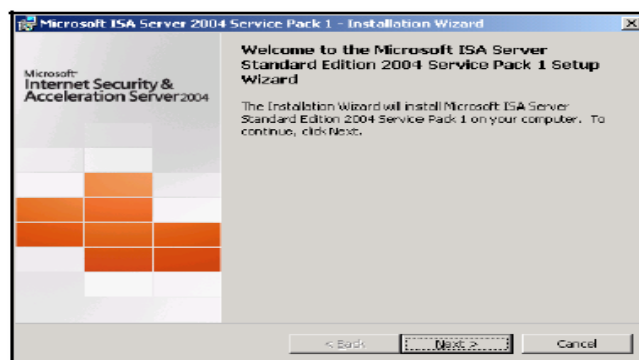 Microsoft ISA Server 2004 Service Pack 1 - Installation Wizard
Microsoft
Internet Security &
Acceleration Server2004
Welcome to the Microsoft ISA Server
Standard Edition 2004 Service Pack 1 Setup
Wizard
The Installation Wizard will install Microsoft ISA Server
Standard Edition 2004 Service Pack 1 on your computer. To
continue, click Next.
< Back
Next >
Cancel